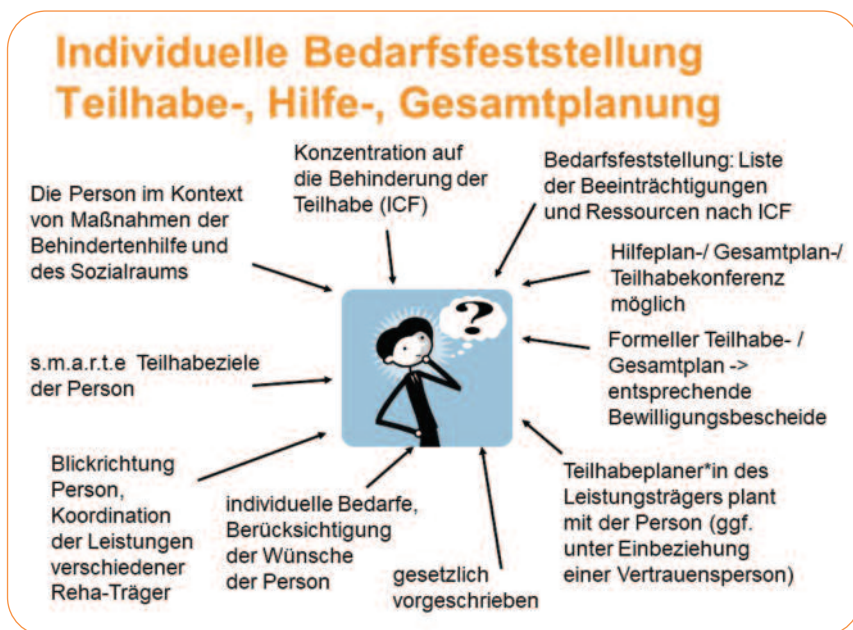 Individuelle Bedarfsfeststellung
Teilhabe-, Hilfe-, Gesamtplanung
Konzentration auf
die Behinderung der
Teilhabe (ICF)
Bedarfsfeststellung: Liste
der Beeinträchtigungen
und Ressourcen nach ICF
Die Person im Kontext
von Maßnahmen der
Behindertenhilfe und
des Sozialraums
Hilfeplan-/ Gesamtplan-/
Teilhabekonferenz
möglich
?
s.m.a.r.t.e Teilhabeziele
der Person
Formeller Teilhabe- /
Gesamtplan ->
entsprechende
Bewilligungsbescheide
Blickrichtung
Person,
Koordination
der Leistungen
verschiedener
Reha-Träger
individuelle Bedarfe,
Berücksichtigung
der Wünsche
der Person
gesetzlich
vorgeschrieben
Teilhabeplaner*in des
Leistungsträgers plant
mit der Person (ggf.
unter Einbeziehung
einer Vertrauensperson)